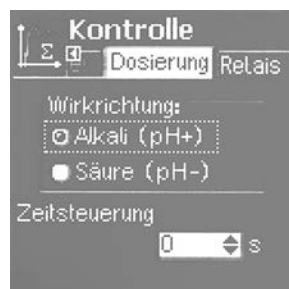 Kontrolle
Σ
Dosierung Relais
Wirkrichtung:
Alkali (pH+)
Säure (pH-)
Zeitsteuerung
0 s